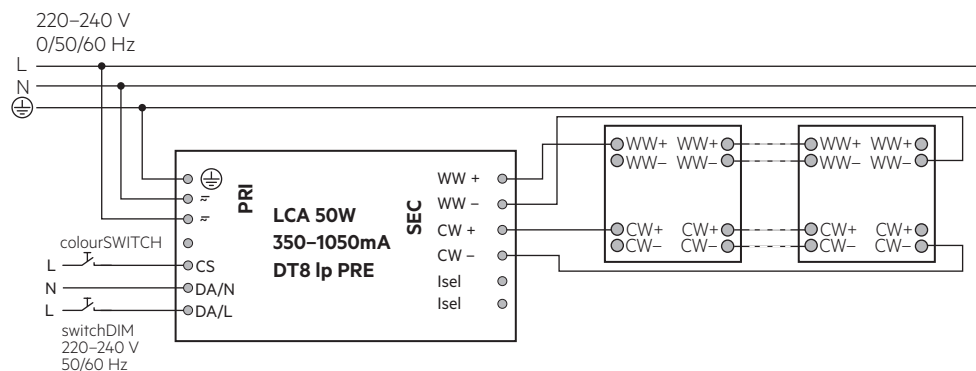 220–240 V
0/50/60 Hz
L
N
PRI
LCA 50W
350–1050mA
DT8 lp PRE
SEC
WW +
WW –
CW +
CW –
Isel
Isel
colourSWITCH
L
CS
N
DA/N
L
DA/L
switchDIM
220–240 V
50/60 Hz
WW+ WW+
WW– WW–
CW+ CW+
CW– CW–
WW+ WW+
WW– WW–
CW+ CW+
CW– CW–